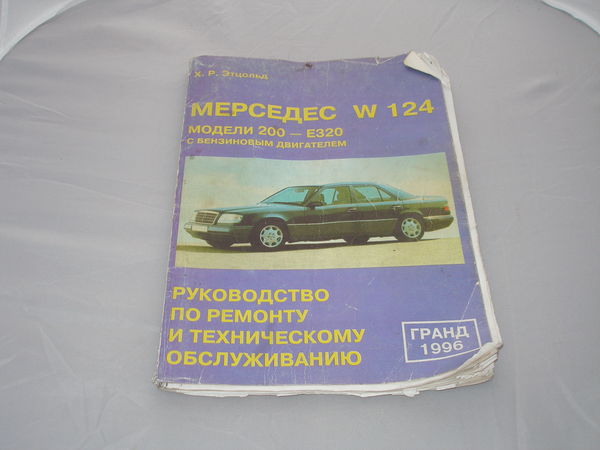 Х. Р. Этцольд
МЕРСЕДЕС W 124
МОДЕЛИ 200 — Е320
С БЕНЗИНОВЫМ ДВИГАТЕЛЕМ
РУКОВОДСТВО
ПО РЕМОНТУ
И ТЕХНИЧЕСКОМУ
ОБСЛУЖИВАНИЮ
ГРАНД
1996